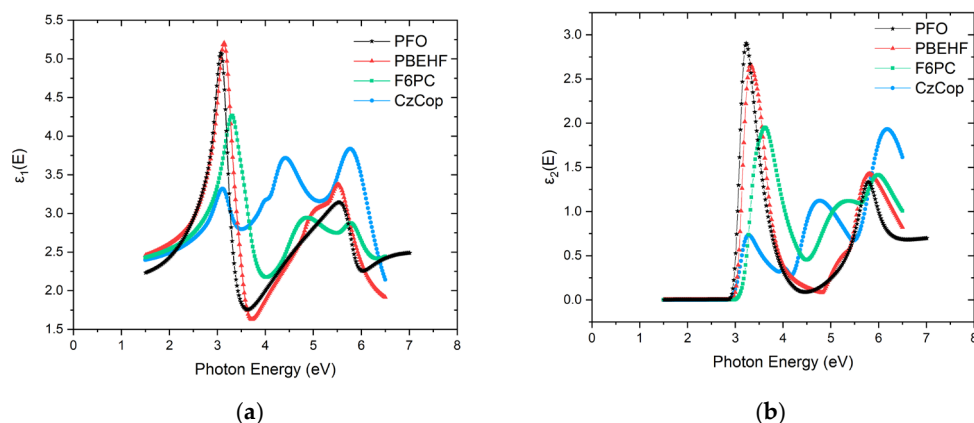 5.5
5.0
4.5
4.0
3.5
3.0
2.5
2.0
1.5
ε1(E)
0 1 2 3 4 5 6 7 8
Photon Energy (eV)
PFO
PBEHF
F6PC
CzCop
(a)
3.0
2.5
2.0
1.5
1.0
0.5
0.0
ε2(E)
0 1 2 3 4 5 6 7 8
Photon Energy (eV)
PFO
PBEHF
F6PC
CzCop
(b)